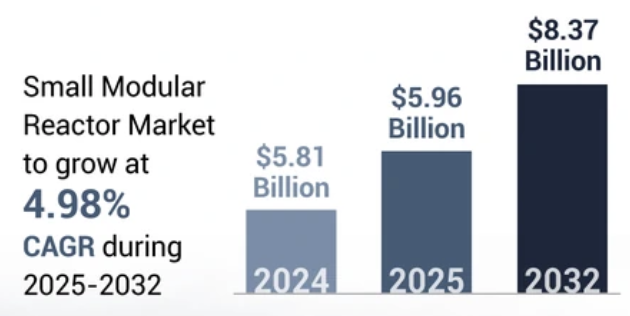 Small Modular
Reactor Market
to grow at
4.98%
CAGR during
2025-2032
$5.81
Billion
2024
$5.96
Billion
2025
$8.37
Billion
2032